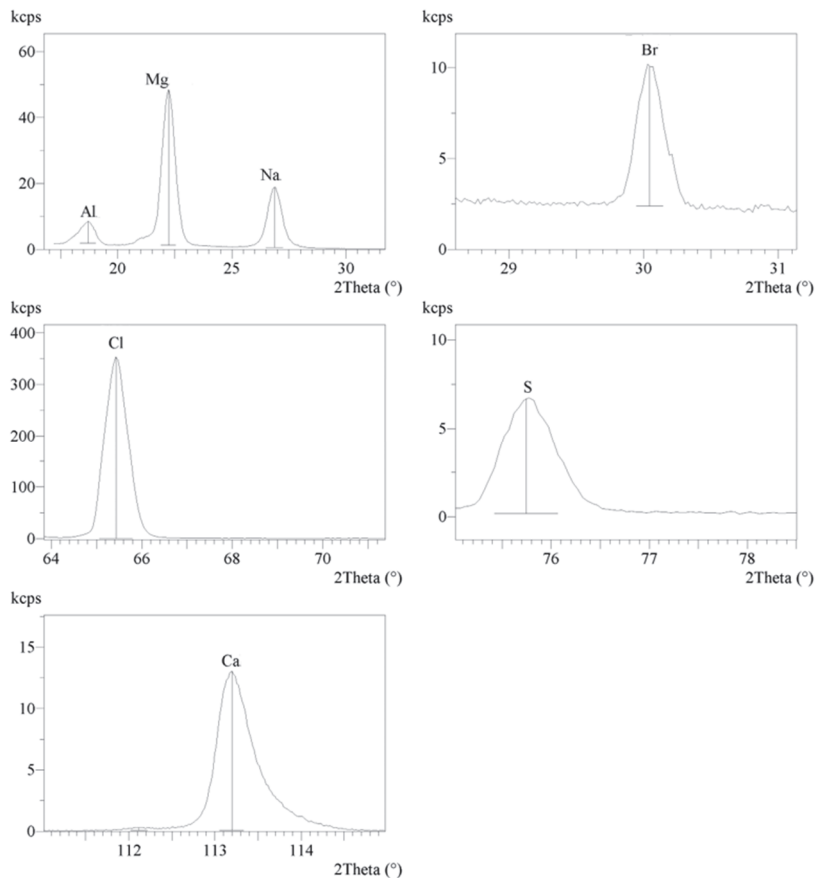 kcps
60
40
20
0
Al
Mg
Na
20 25 30
2Theta (°)
kcps
10
5
0
Br
29 30 31
2Theta (°)
kcps
400
300
200
100
0
Cl
64 66 68 70
2Theta (°)
kcps
10
5
0
S
76 77 78
2Theta (°)
kcps
15
10
5
0
Ca
112 113 114
2Theta (°)